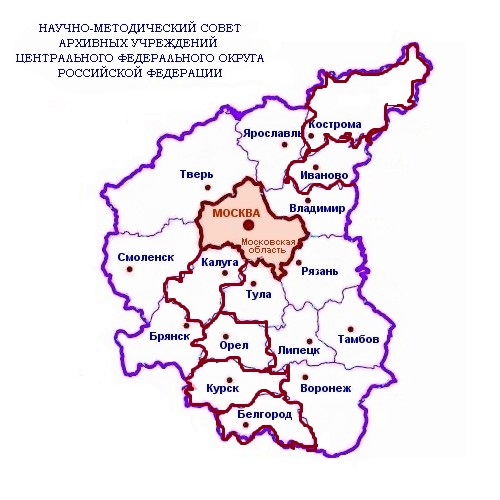 НАУЧНО-МЕТОДИЧЕСКИЙ СОВЕТ
АРХИВНЫХ УЧРЕЖДЕНИЙ
ЦЕНТРАЛЬНОГО ФЕДЕРАЛЬНОГО ОКРУГА
РОССИЙСКОЙ ФЕДЕРАЦИИ
Кострома
Ярославль
Иваново
Тверь
Владимир
МОСКВА
Московская
область
Смоленск
Калуга
Рязань
Тула
Брянск
Орел
Липецк
Тамбов
Курск
Воронеж
Белгород